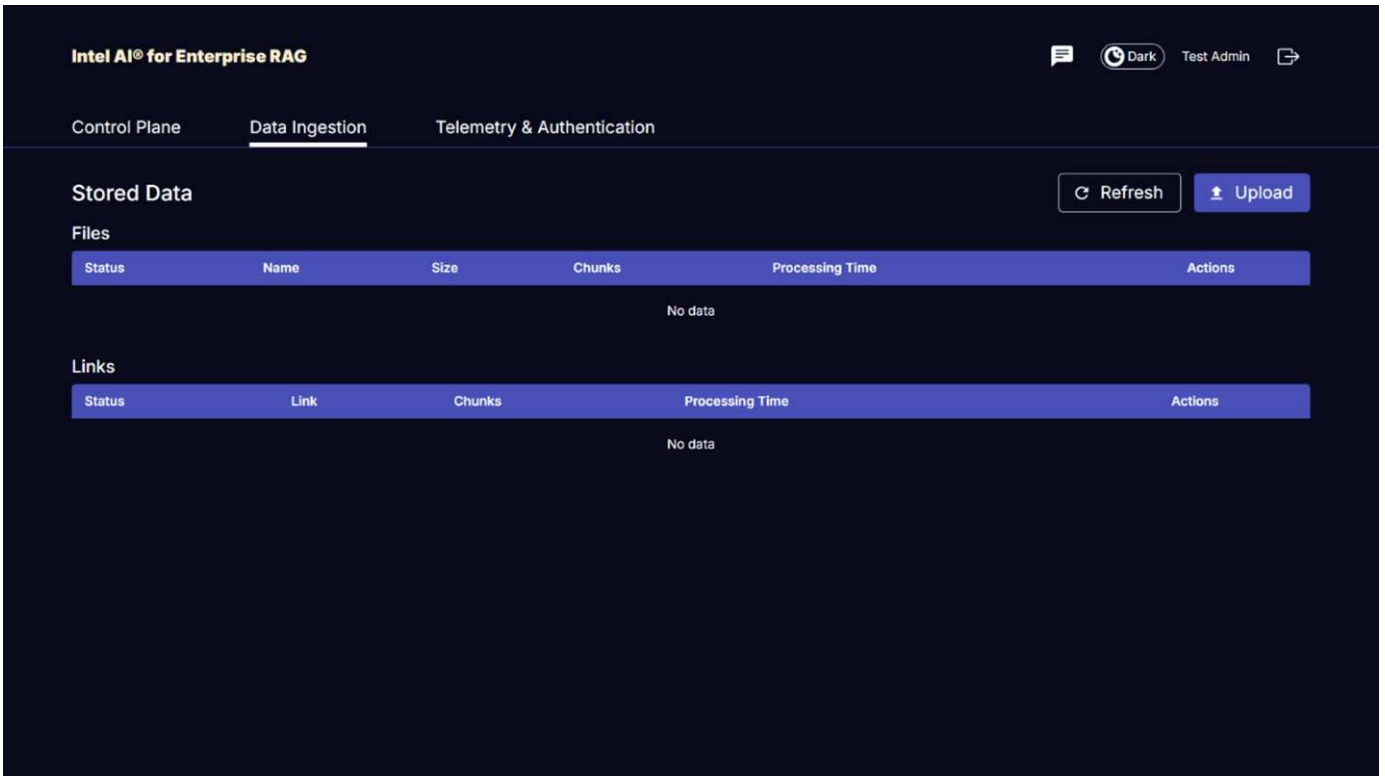 Intel AI® for Enterprise RAG
Dark
Test Admin
Control Plane Data Ingestion Telemetry & Authentication
Stored Data
Refresh
Upload
Files
Status Name Size Chunks Processing Time Actions
No data
Links
Status Link Chunks Processing Time Actions
No data